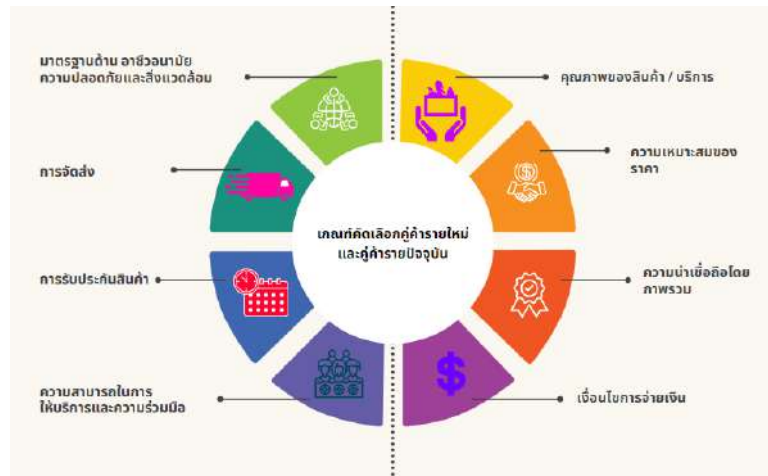 มาตรฐานด้าน อาชีวอนามัย
ความปลอดภัยและสิ่งแวดล้อม
คุณภาพของสินค้า / บริการ
ความเหมาะสมของ
ราคา
การจัดส่ง
เกณฑ์คัดเลือกคู่ค้ารายใหม่
และคู่ค้ารายปัจจุบัน
การรับประกันสินค้า
ความน่าเชื่อถือโดย
ภาพรวม
ความสามารถในการ
ให้บริการและความร่วมมือ
เงื่อนไขการจ่ายเงิน